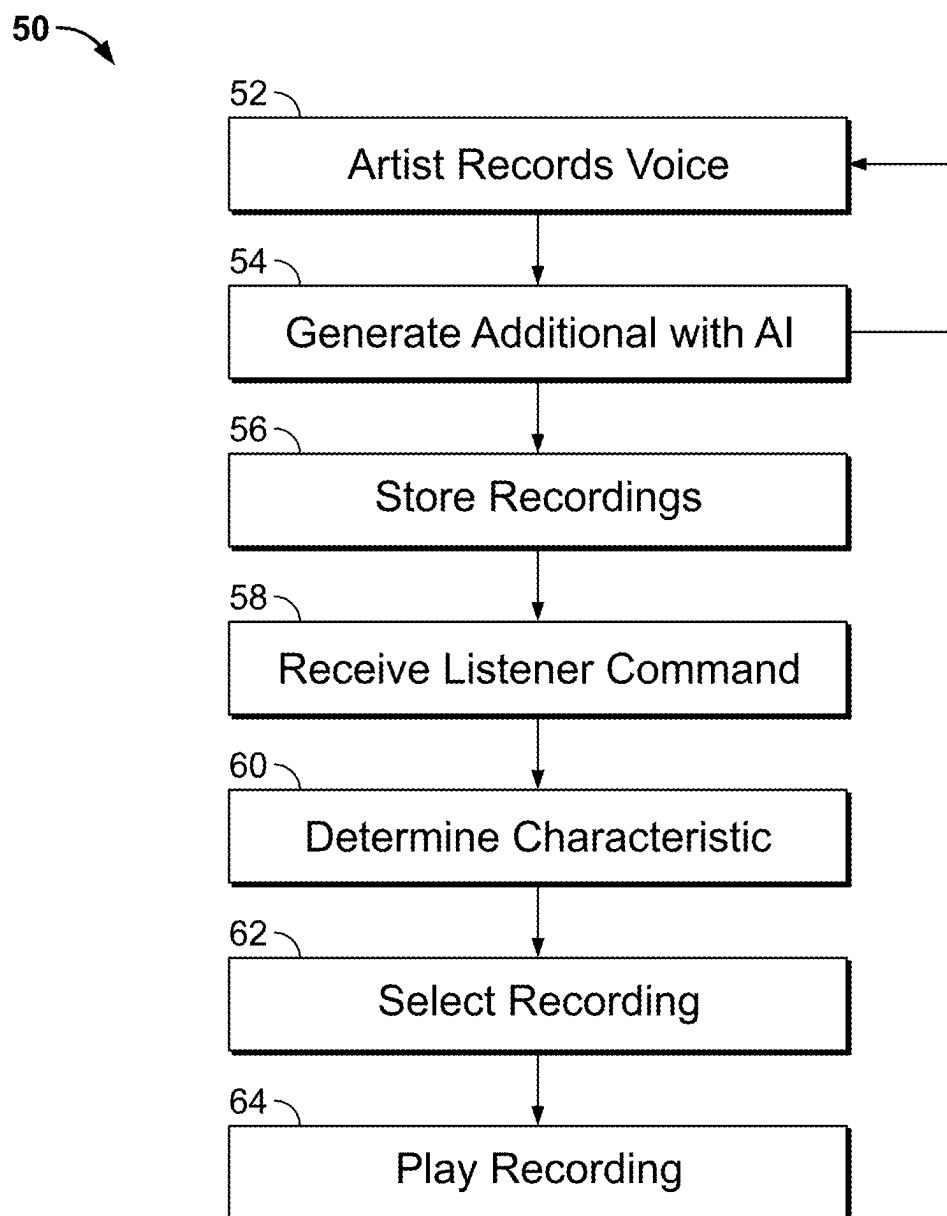 50
52
Artist Records Voice
54
Generate Additional with AI
56
Store Recordings
58
Receive Listener Command
60
Determine Characteristic
62
Select Recording
64
Play Recording